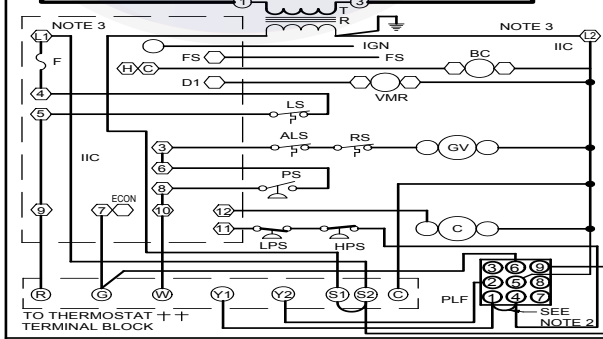 1 3
T
R
NOTE 3 NOTE 3
L1 L2
IGN IIC
FS FS
F BC
H C
D1
VMR
4
LS
5
ALS RS
3 GV
IIC
6
PS
8
ECON
9 7 10 12
11 C
LPS HPS
3 6 9
R G W Y1 Y2 S1 S2 C 2 5 8
PLF 1 4 7
TO THERMOSTAT ++ SEE
TERMINAL BLOCK NOTE 2